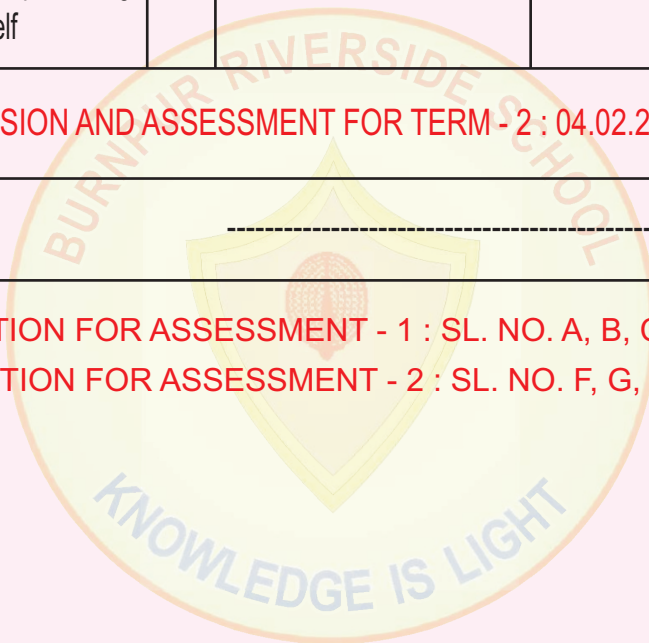 elf
SION AND ASSESSMENT FOR TERM - 2 : 04.02.2
BURNPUR RIVERSIDE SCHOOL
--------------------------------------------
TION FOR ASSESSMENT - 1 : SL. NO. A, B,
TION FOR ASSESSMENT - 2 : SL. NO. F, G,
KNOWLEDGE IS LIGHT